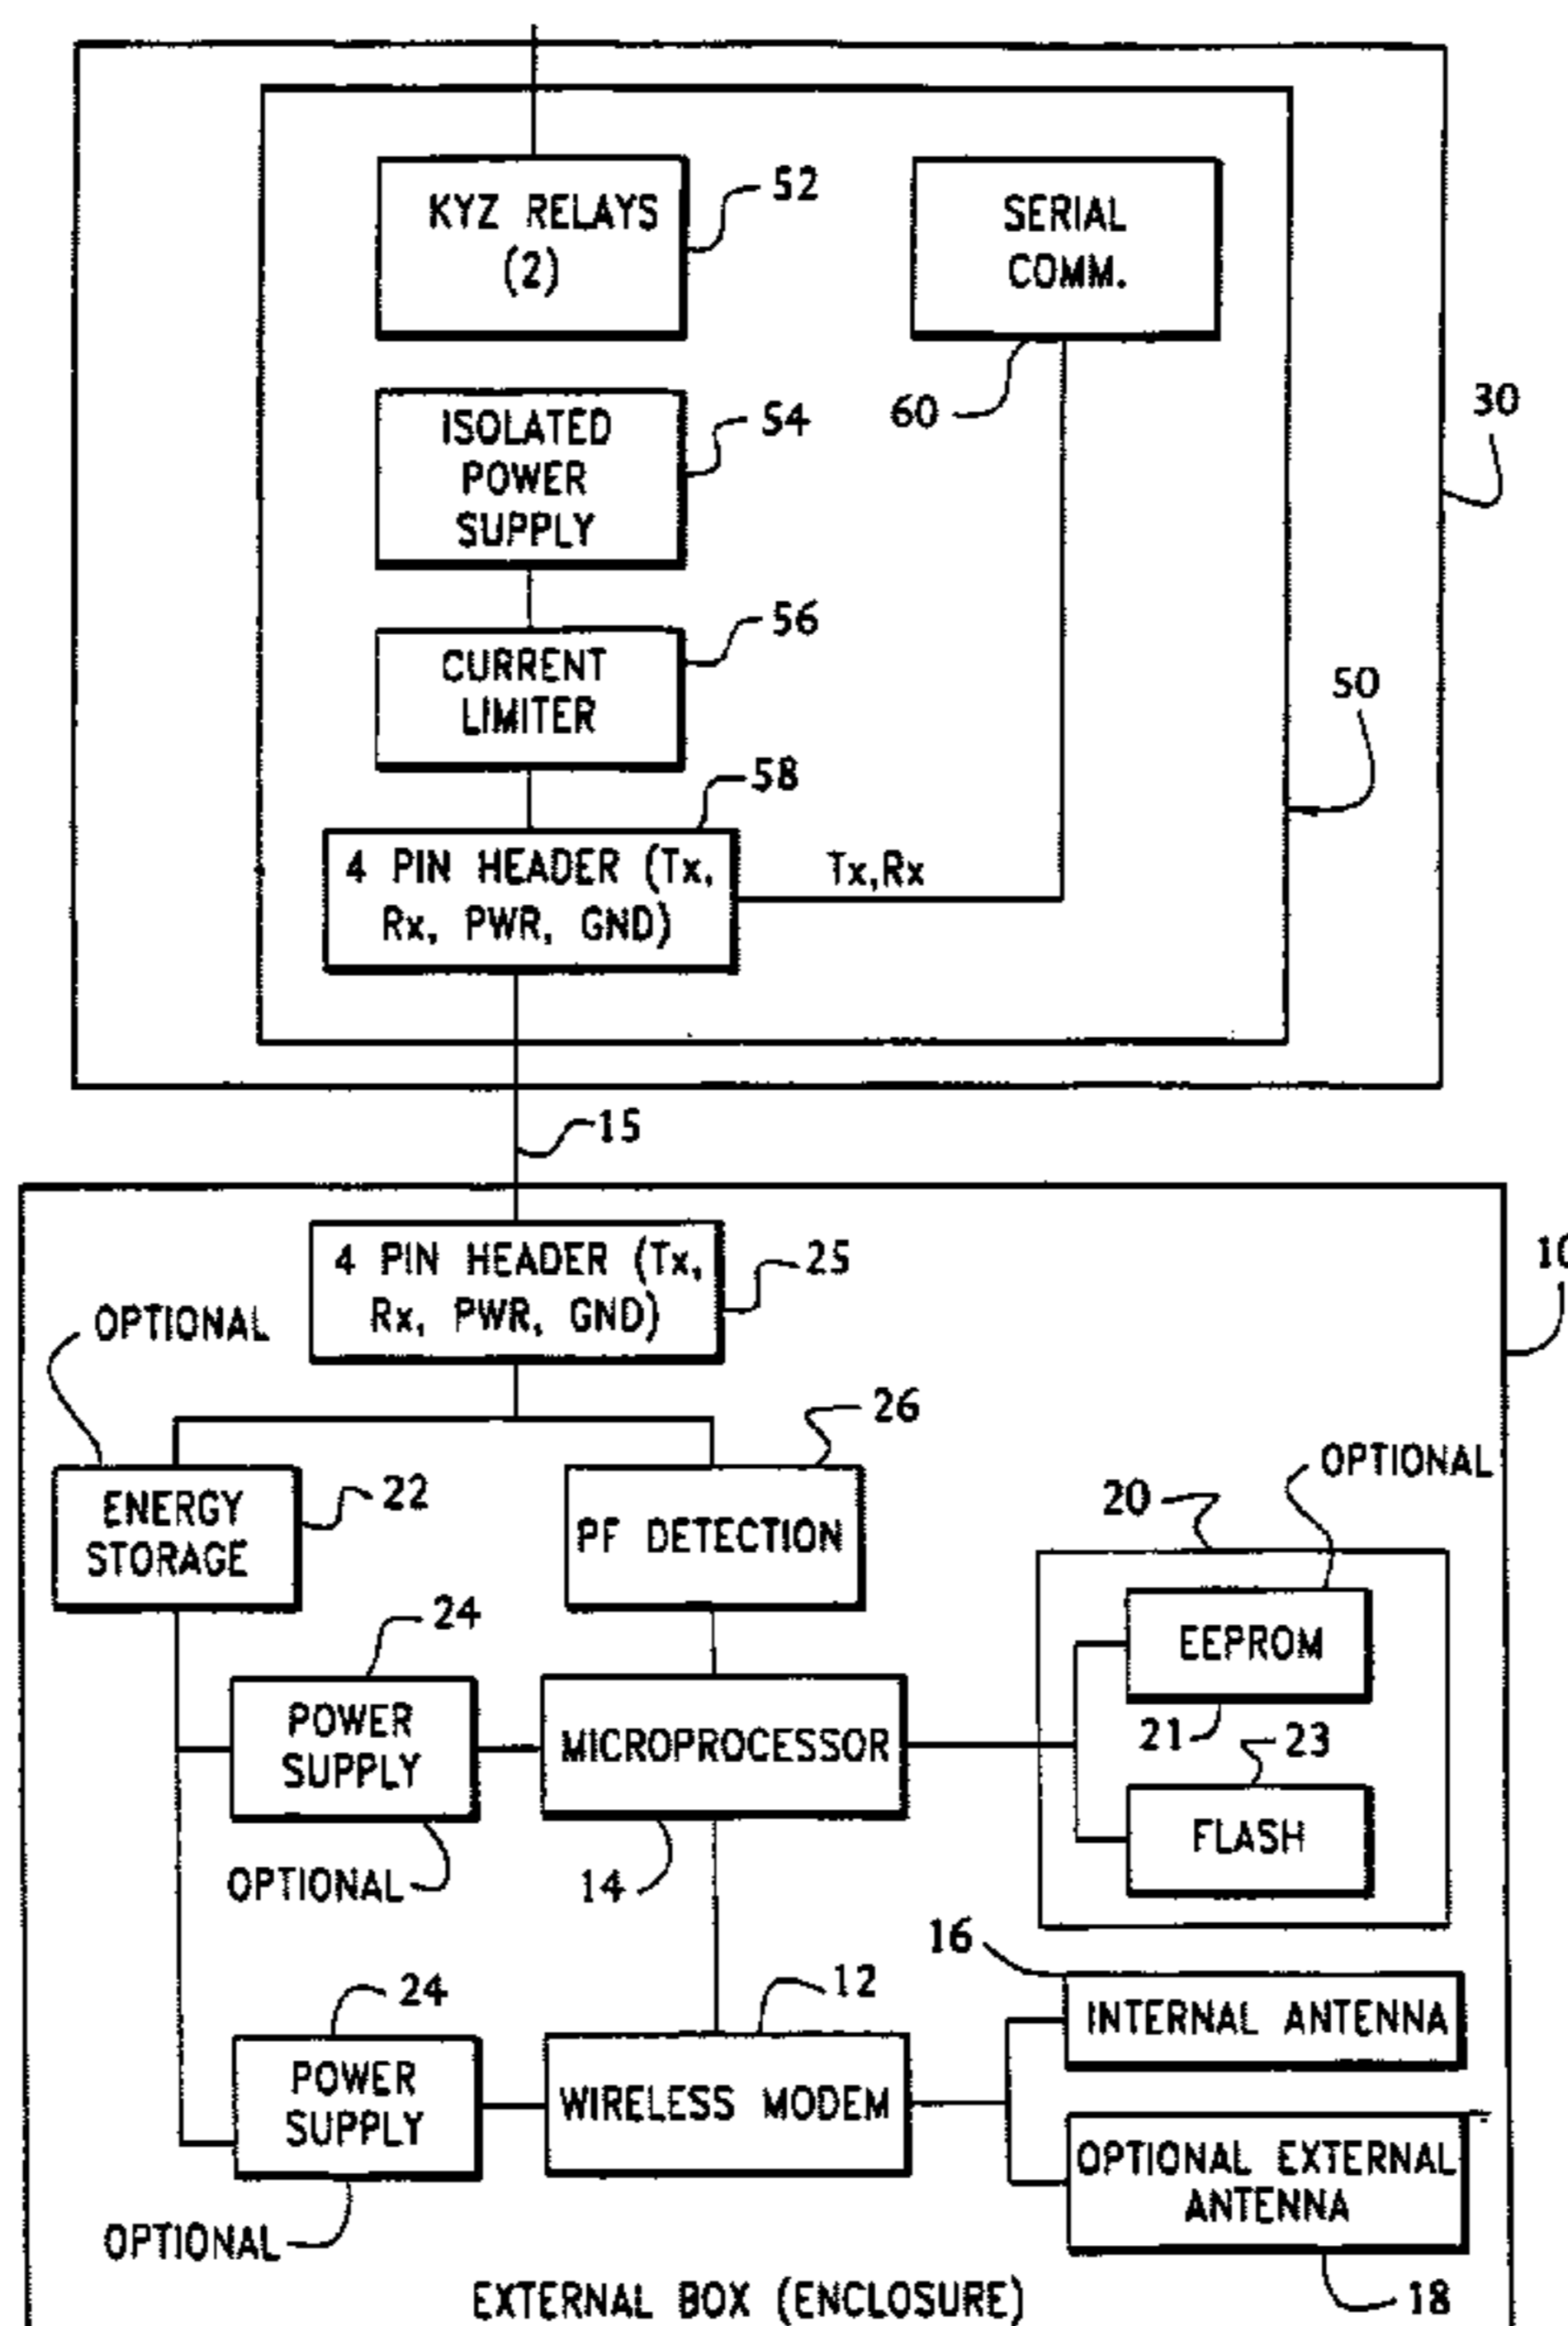 KYZ RELAYS
(2)
52
SERIAL
COMM.
60
30
ISOLATED
POWER
SUPPLY
54
CURRENT
LIMITER
56
50
58
4 PIN HEADER (Tx,
Rx, PWR, GND)
Tx,Rx
15
4 PIN HEADER (Tx,
Rx, PWR, GND)
25
10
OPTIONAL
26
OPTIONAL
ENERGY
STORAGE
22
PF DETECTION
20
EEPROM
21
24
POWER
SUPPLY
OPTIONAL
MICROPROCESSOR
14
23
FLASH
16
INTERNAL ANTENNA
24
POWER
SUPPLY
OPTIONAL
12
WIRELESS MODEM
OPTIONAL EXTERNAL
ANTENNA
18
EXTERNAL BOX (ENCLOSURE)